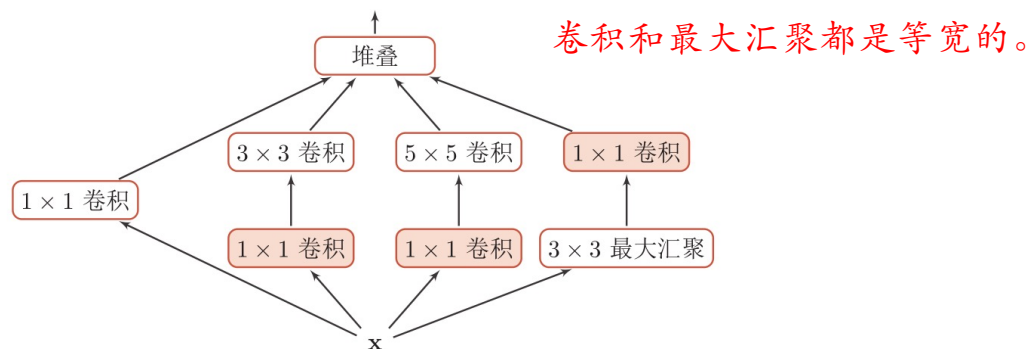 堆叠
卷积和最大汇聚都是等宽的。
3 × 3 卷积
5 × 5 卷积
1 × 1 卷积
1 × 1 卷积
1 × 1 卷积
1 × 1 卷积
3 × 3 最大汇聚
x